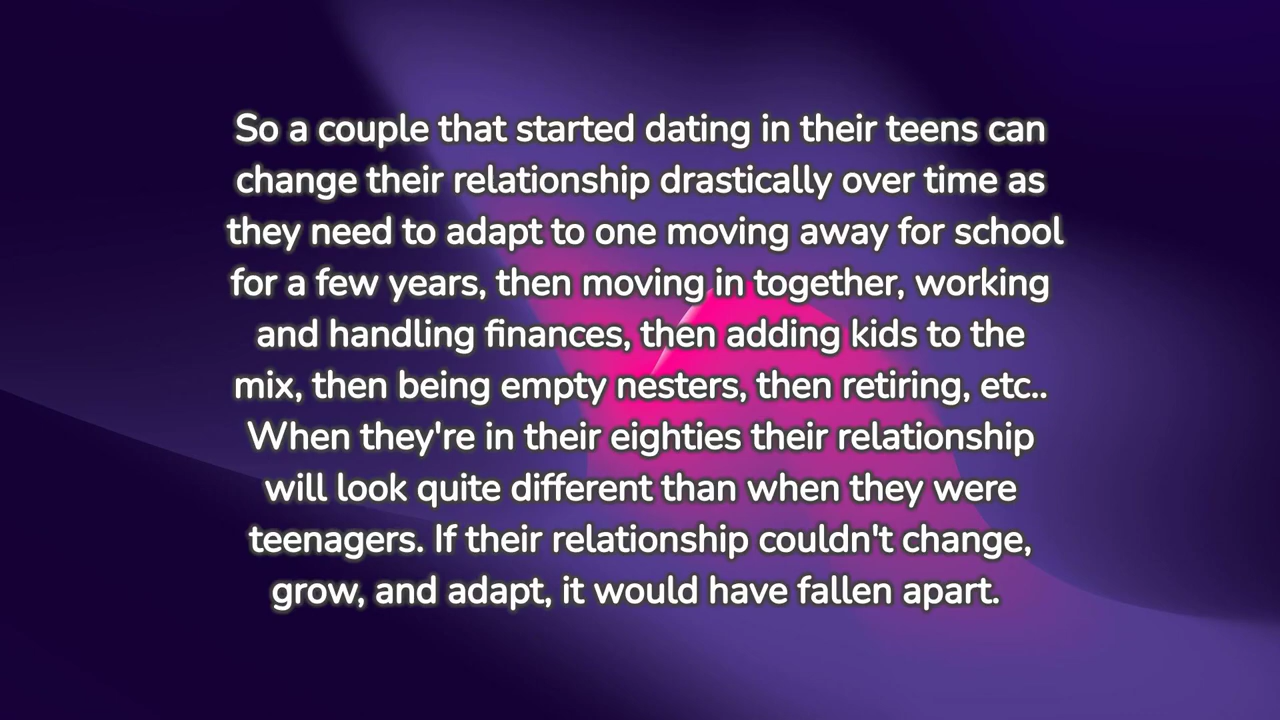 So a couple that started dating in their teens can
change their relationship drastically over time as
they need to adapt to one moving away for school
for a few years, then moving in together, working
and handling finances, then adding kids to the
mix, then being empty nesters, then retiring, etc..
When they're in their eighties their relationship
will look quite different than when they were
teenagers. If their relationship couldn't change,
grow, and adapt, it would have fallen apart.